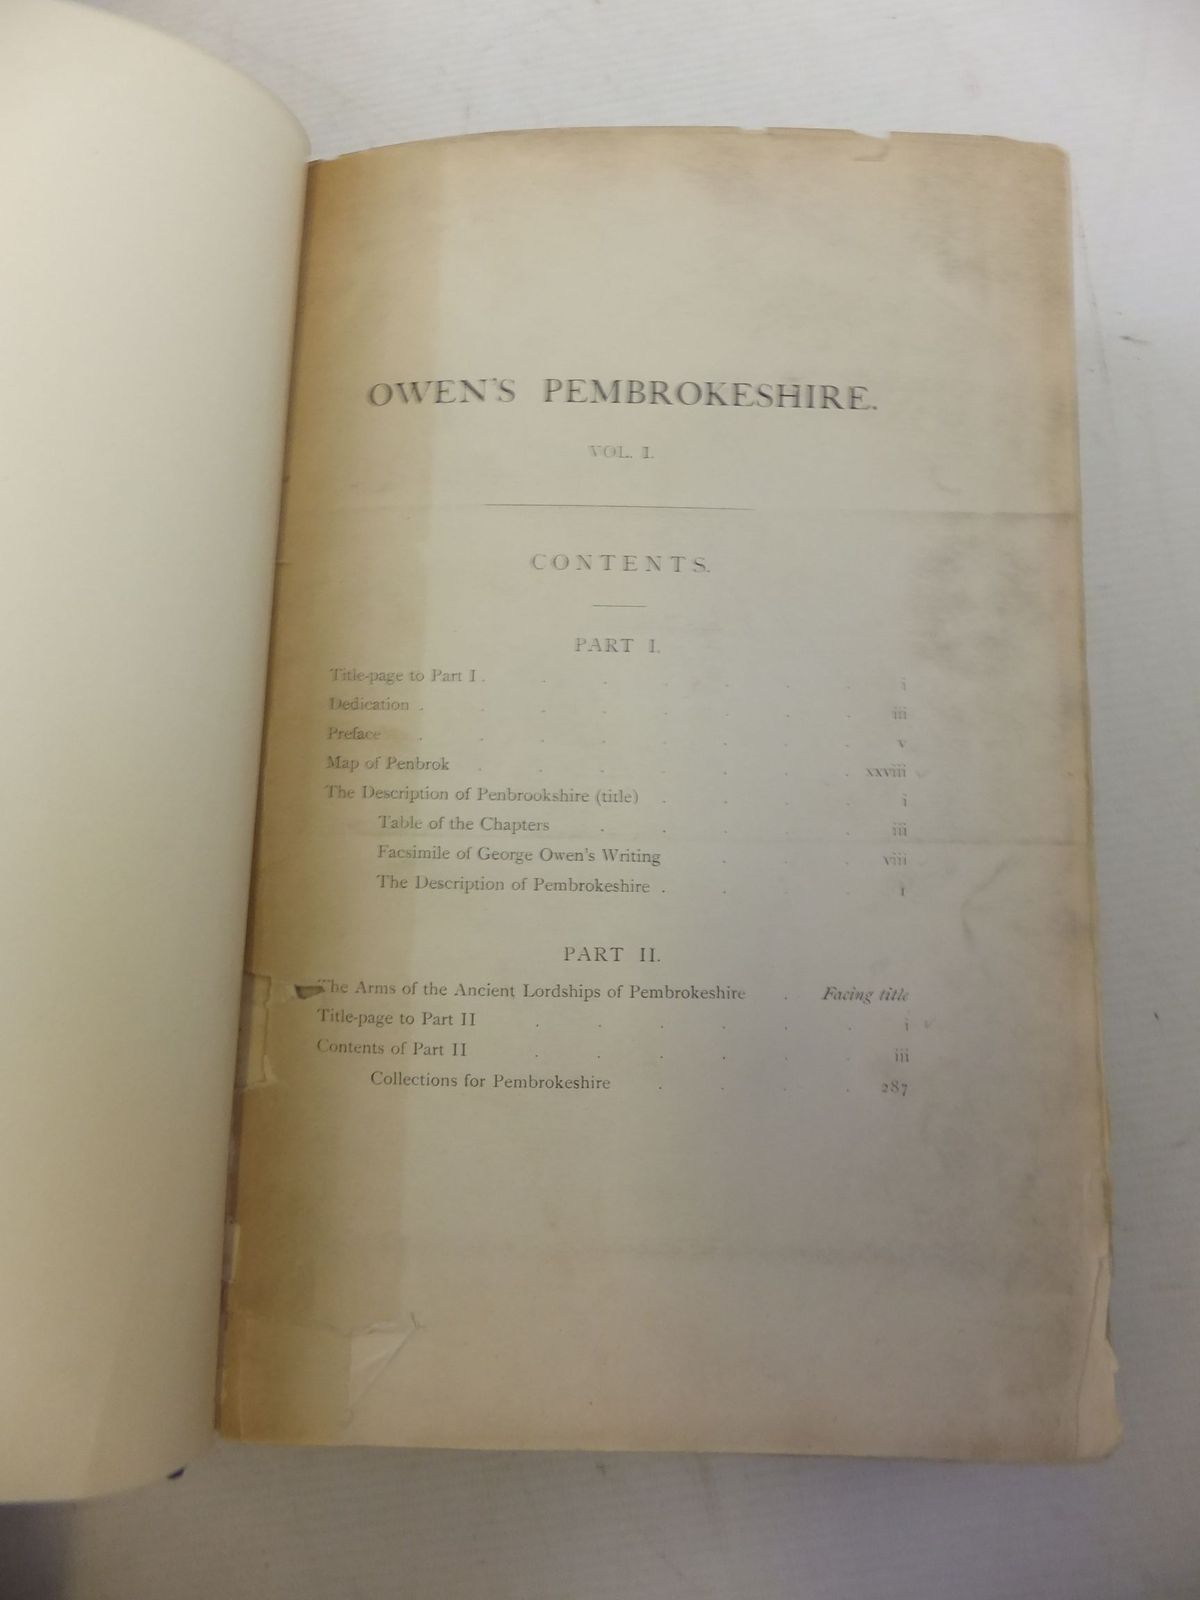 OWEN'S PEMBROKESHIRE.
VOL. I.
CONTENTS.
PART I.
Title-page to Part I . . . . . . . i
Dedication . . . . . . . . iii
Preface . . . . . . . . v
Map of Penbrok . . . . . . . xxviii
The Description of Penbrookshire (title) . . . . i
Table of the Chapters . . . . . iii
Facsimile of George Owen's Writing . . . viii
The Description of Pembrokeshire . . . . 1
PART II.
The Arms of the Ancient Lordships of Pembrokeshire . Facing title
Title-page to Part II . . . . . . i
Contents of Part II . . . . . . iii
Collections for Pembrokeshire . . . . 287